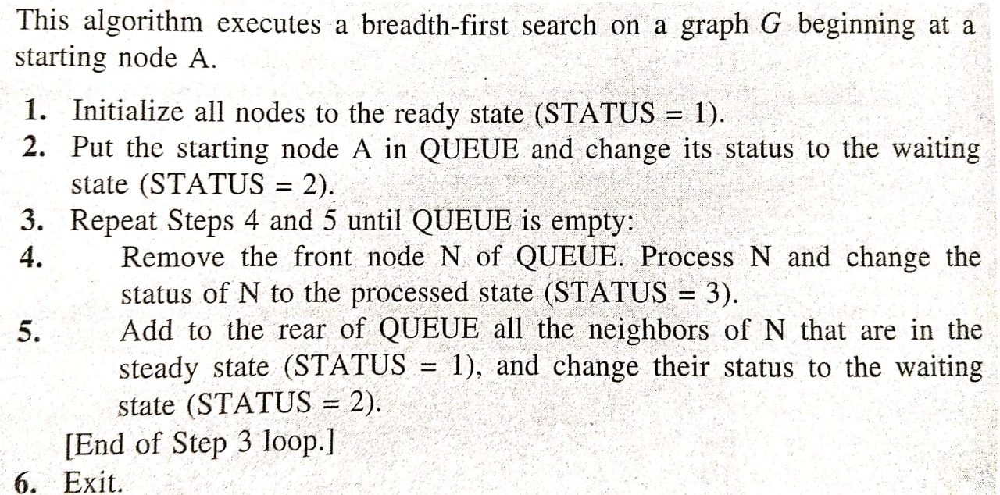 This algorithm executes a breadth-first search on a graph G beginning at a
starting node A.
1. Initialize all nodes to the ready state (STATUS = 1).
2. Put the starting node A in QUEUE and change its status to the waiting
state (STATUS = 2).
3. Repeat Steps 4 and 5 until QUEUE is empty:
4. Remove the front node N of QUEUE. Process N and change the
status of N to the processed state (STATUS = 3).
5. Add to the rear of QUEUE all the neighbors of N that are in the
steady state (STATUS = 1), and change their status to the waiting
state (STATUS = 2).
[End of Step 3 loop.]
6. Exit.